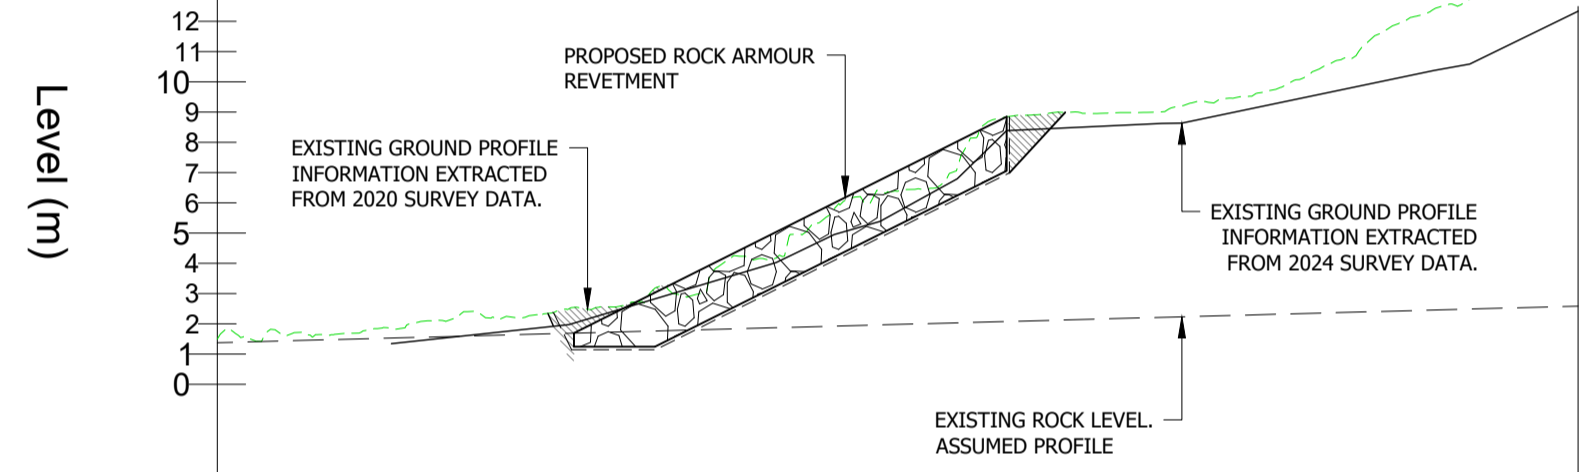 Level (m)
12
11
10
9
8
7
6
5
4
3
2
1
0
PROPOSED ROCK ARMOUR
REVETMENT
EXISTING GROUND PROFILE
INFORMATION EXTRACTED
FROM 2020 SURVEY DATA.
EXISTING GROUND PROFILE
INFORMATION EXTRACTED
FROM 2024 SURVEY DATA.
EXISTING ROCK LEVEL.
ASSUMED PROFILE